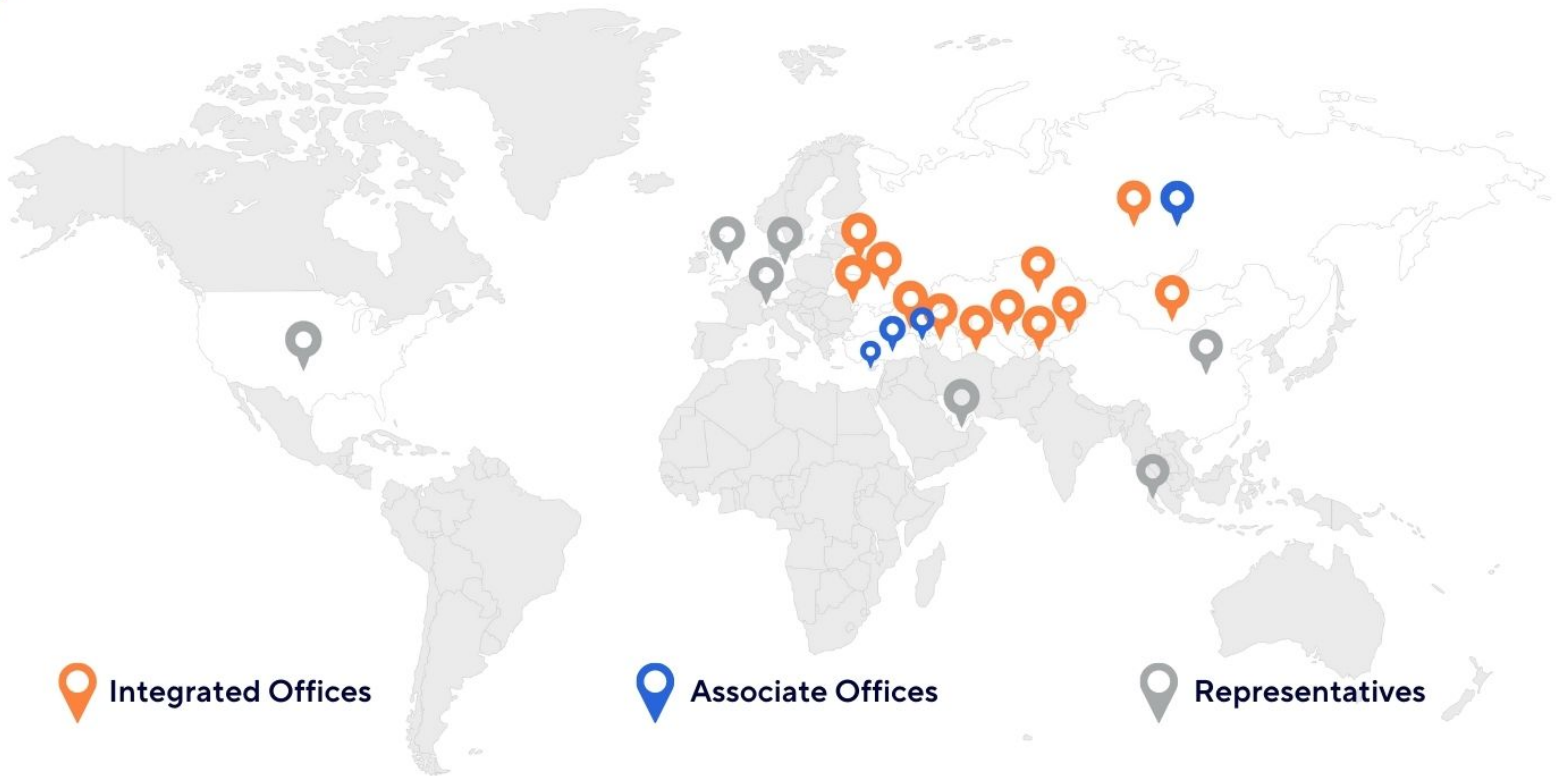 Integrated Offices
Associate Offices
Representatives